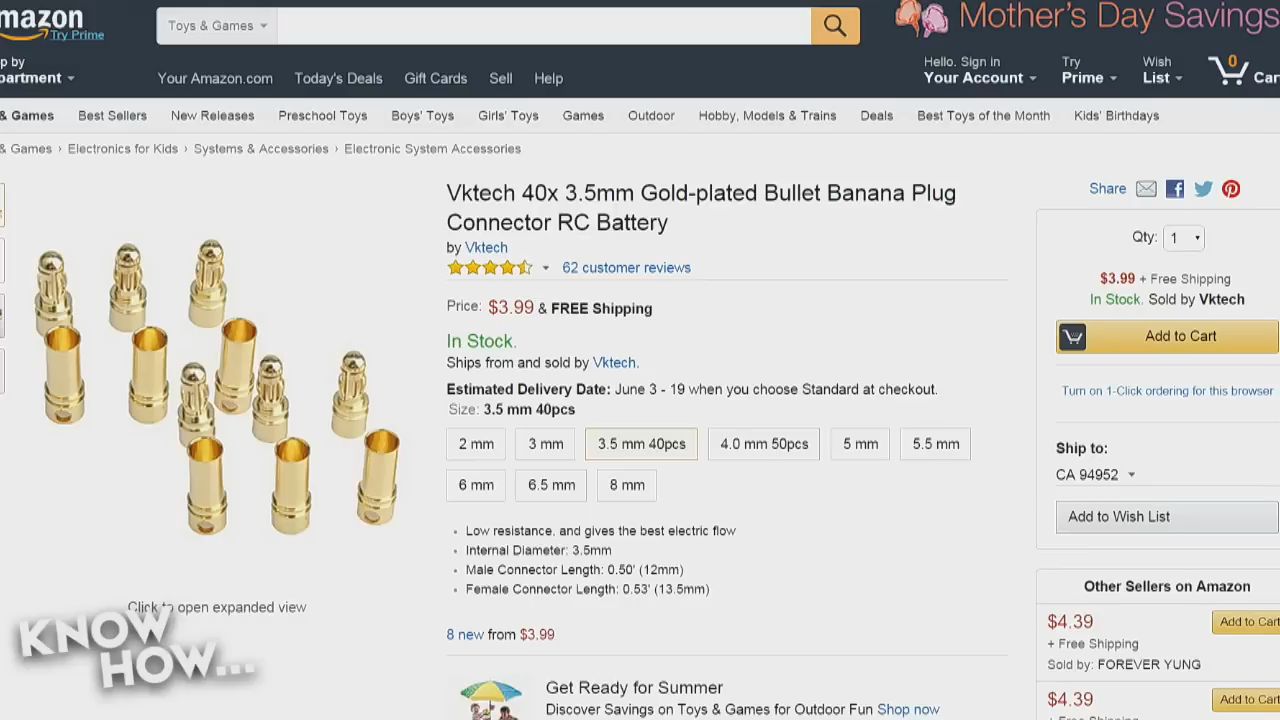 mazon
Try Prime
Toys & Games
Mother's Day Savings
p by
partment
Your Amazon.com
Today's Deals
Gift Cards
Sell
Help
Hello. Sign in
Your Account
Try
Prime
Wish
List
0
Car
& Games
Best Sellers
New Releases
Preschool Toys
Boys' Toys
Girls' Toys
Games
Outdoor
Hobby, Models & Trains
Deals
Best Toys of the Month
Kids' Birthdays
& Games › Electronics for Kids › Systems & Accessories › Electronic System Accessories
Vktech 40x 3.5mm Gold-plated Bullet Banana Plug
Connector RC Battery
by Vktech
62 customer reviews
Price: $3.99 & FREE Shipping
In Stock.
Ships from and sold by Vktech.
Estimated Delivery Date: June 3 - 19 when you choose Standard at checkout.
Size: 3.5 mm 40pcs
2 mm
3 mm
3.5 mm 40pcs
4.0 mm 50pcs
5 mm
5.5 mm
6 mm
6.5 mm
8 mm
Low resistance. and gives the best electric flow
Internal Diameter: 3.5mm
Male Connector Length: 0.50' (12mm)
Female Connector Length: 0.53' (13.5mm)
Click to open expanded view
8 new from $3.99
Get Ready for Summer
Discover Savings on Toys & Games for Outdoor Fun Shop now
Share
Qty: 1
$3.99 + Free Shipping
In Stock. Sold by Vktech
Add to Cart
Turn on 1-Click ordering for this browser
Ship to:
CA 94952
Add to Wish List
Other Sellers on Amazon
$4.39
Add to Cart
+ Free Shipping
Sold by: FOREVER YUNG
$4.39
Add to Cart
+ Free Shipping
KNOW
HOW...